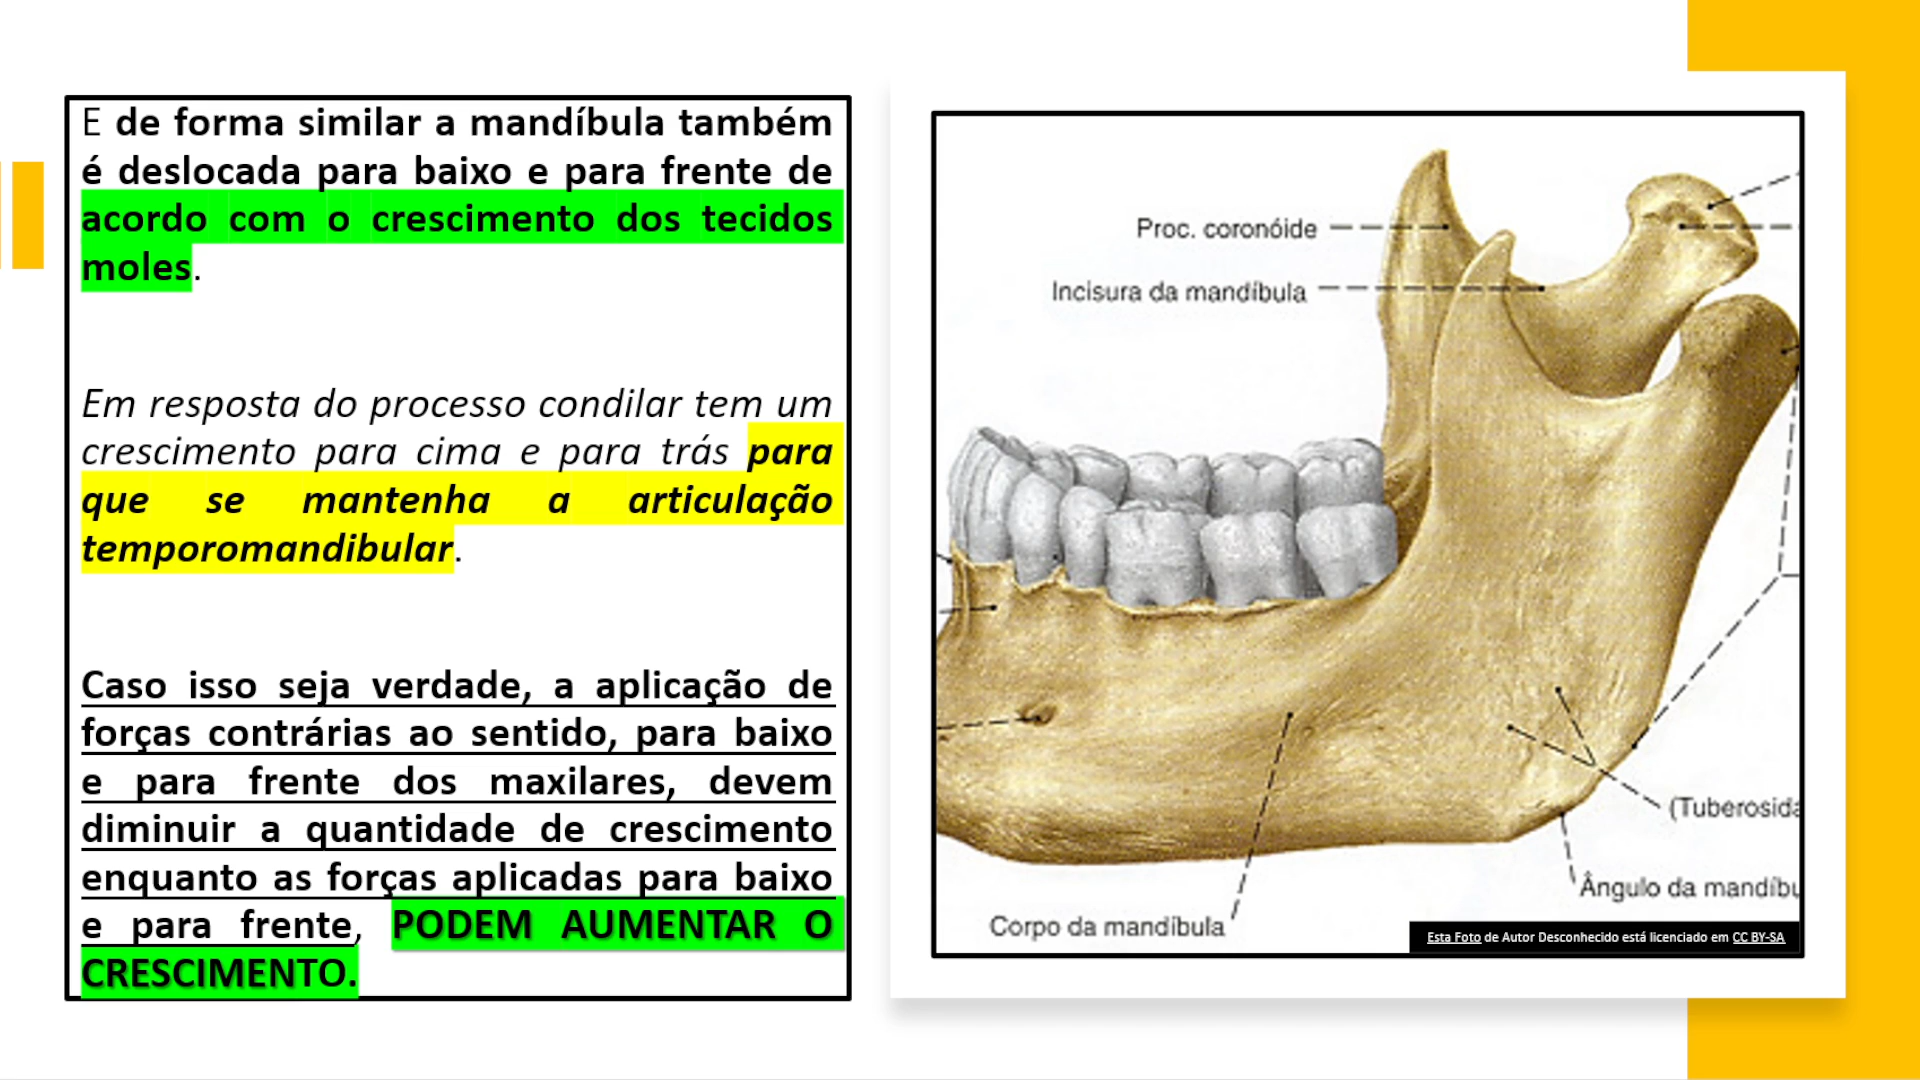 E de forma similar a mandíbula também
é deslocada para baixo e para frente de
acordo com o crescimento dos tecidos
moles.
Em resposta do processo condilar tem um
crescimento para cima e para trás para
que se mantenha a articulação
temporomandibular.
Caso isso seja verdade, a aplicação de
forças contrárias ao sentido, para baixo
e para frente dos maxilares, devem
diminuir a quantidade de crescimento
enquanto as forças aplicadas para baixo
e para frente, PODEM AUMENTAR O
CRESCIMENTO.
Proc. coronóide
Incisura da mandíbula
(Tuberosida
Ângulo da mandíbu
Corpo da mandíbula
Esta Foto de Autor Desconhecido está licenciado em CC BY-SA